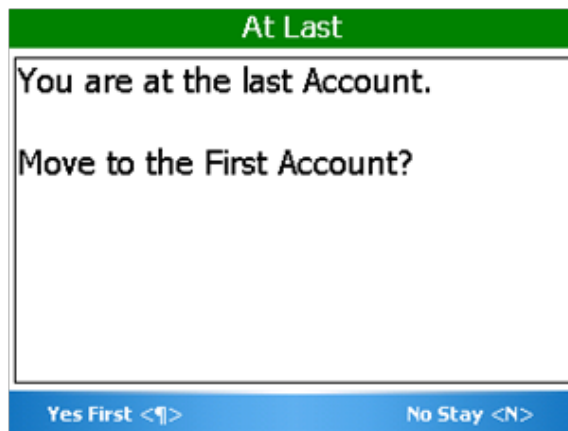 At Last
You are at the last Account.
Move to the First Account?
Yes First <¶>
No Stay <N>